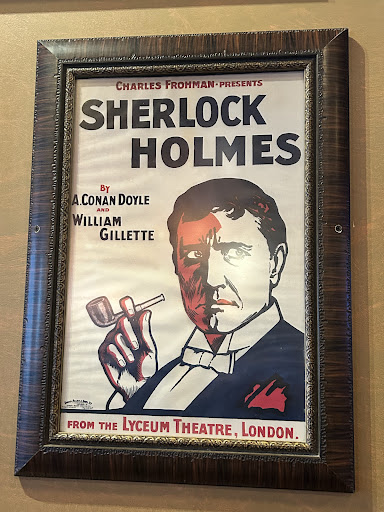 CHARLES FROHMAN·PRESENTS
SHERLOCK
HOLMES
BY
A.CONAN DOYLE
AND
WILLIAM
GILLETTE
FROM THE LYCEUM THEATRE, LONDON.